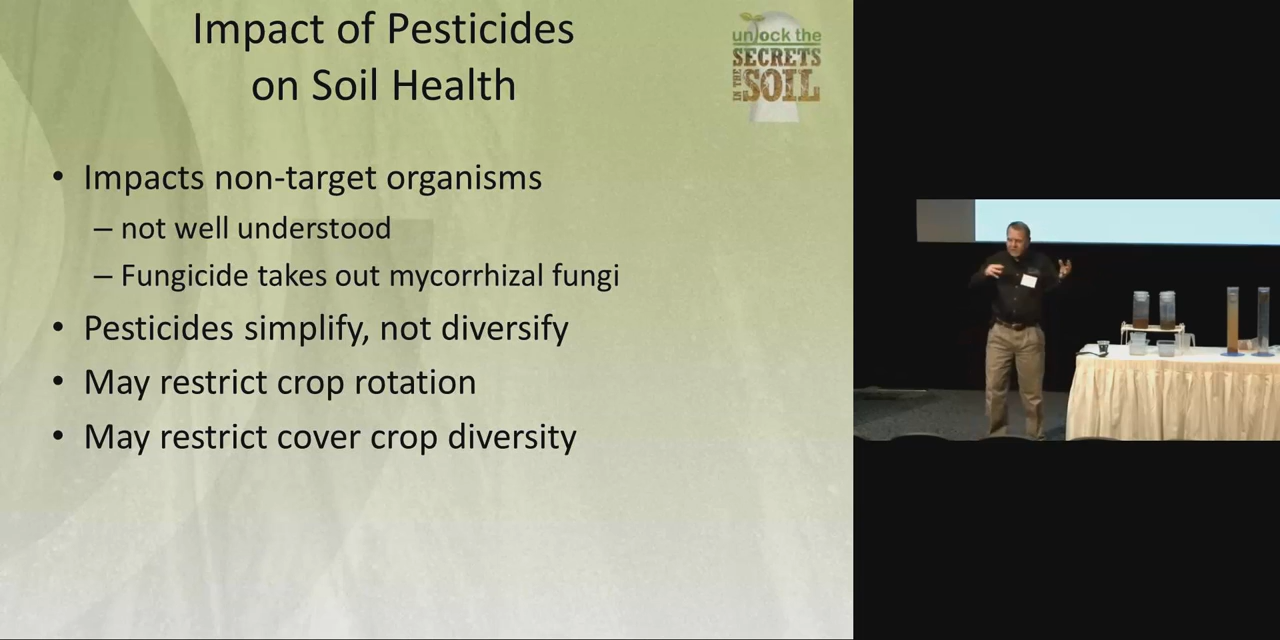 Impact of Pesticides
on Soil Health
unlock the
SECRETS
IN THE
SOIL
• Impacts non-target organisms
– not well understood
– Fungicide takes out mycorrhizal fungi
• Pesticides simplify, not diversify
• May restrict crop rotation
• May restrict cover crop diversity